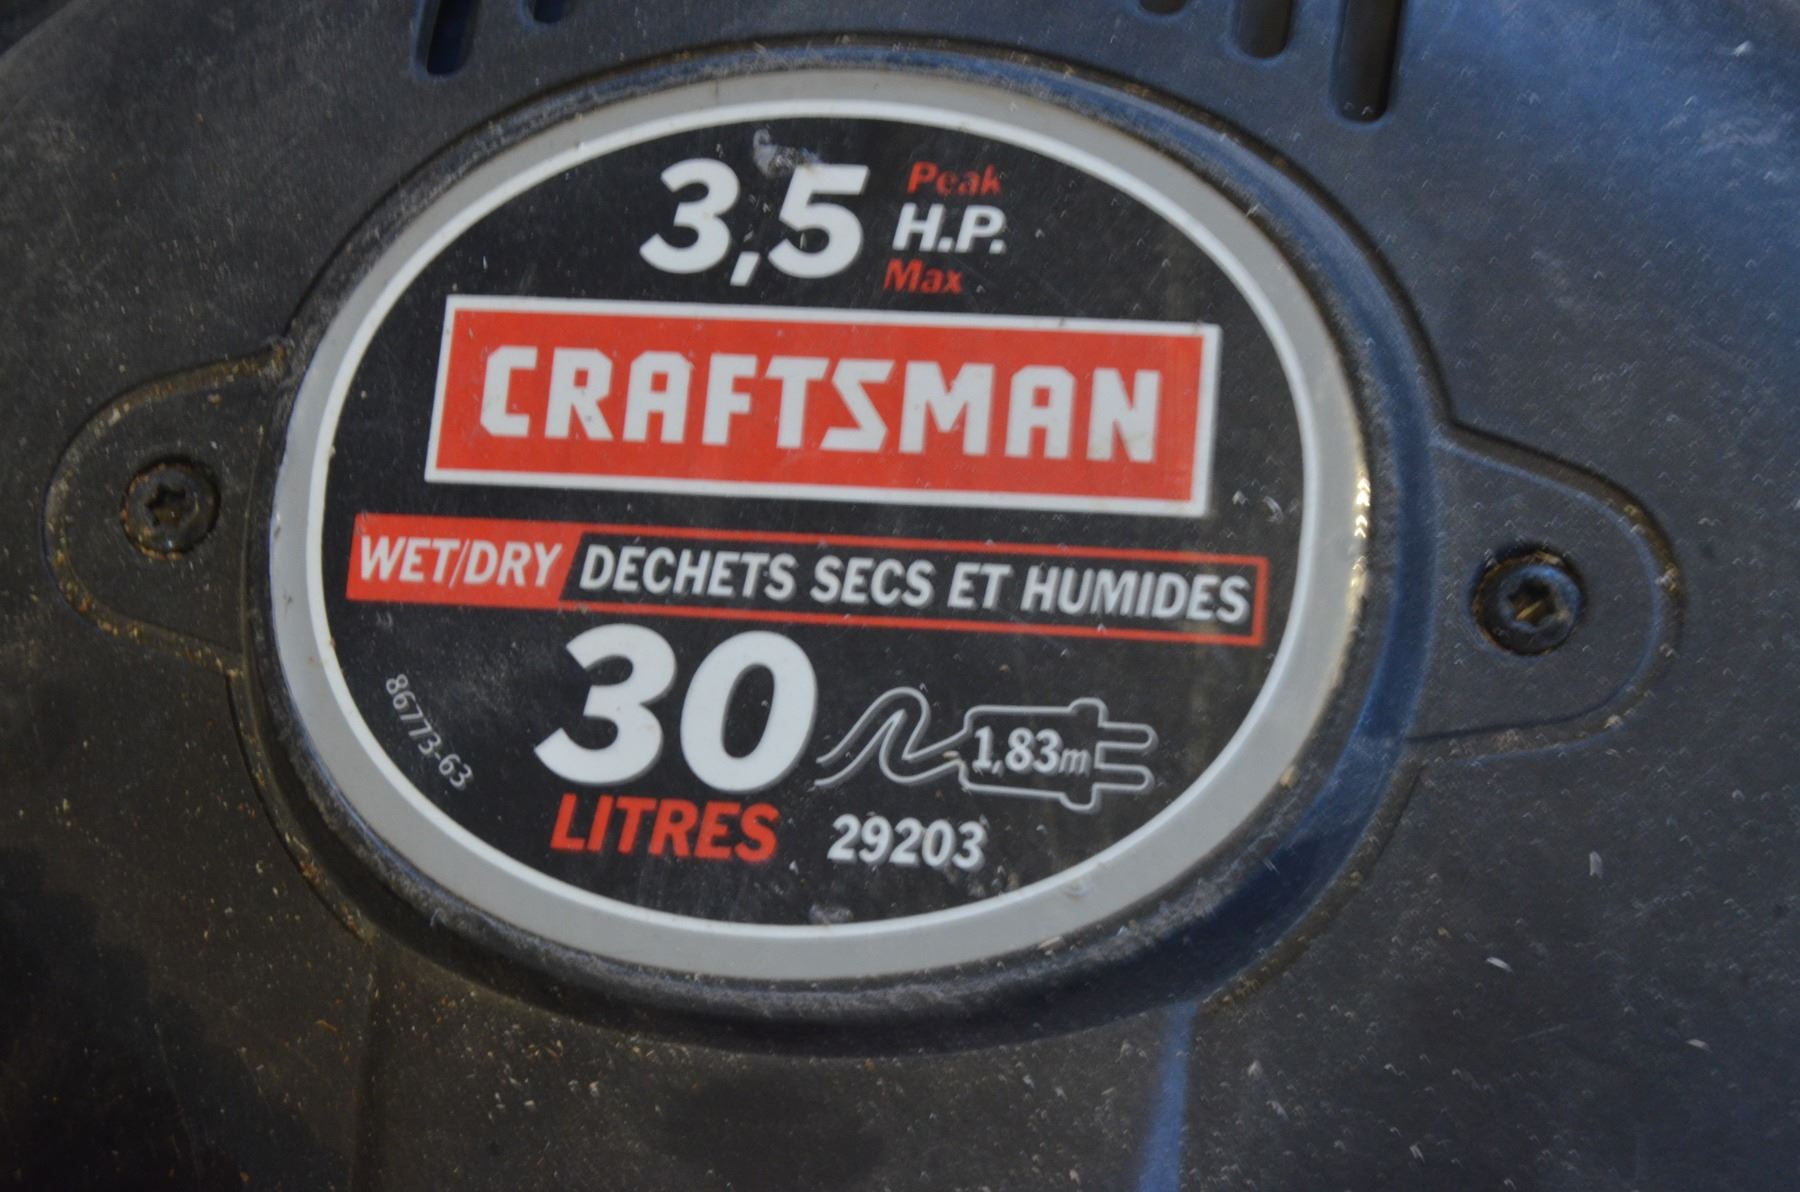 3,5 Peak H.P. Max
CRAFTSMAN
WET/DRY DECHETS SECS ET HUMIDES
30 LITRES
1,83m
29203
86773-63